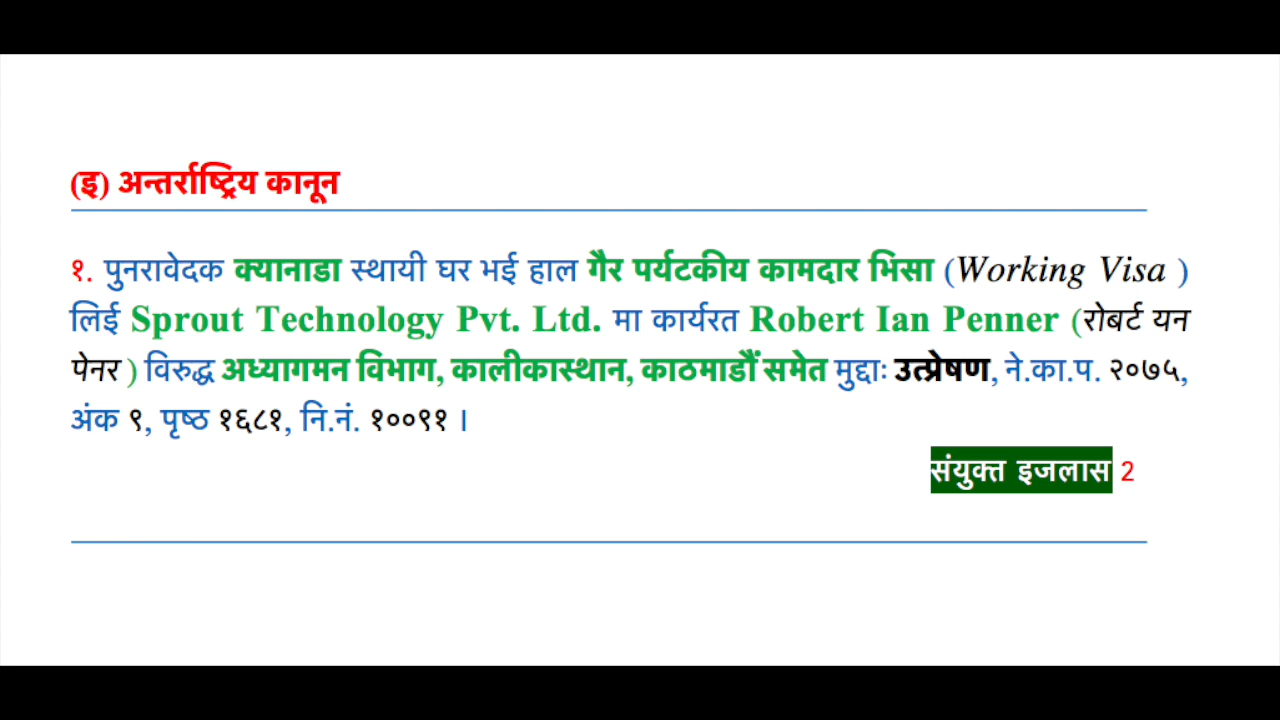 (इ) अन्तर्राष्ट्रिय कानून
१. पुनरावेदक क्यानाडा स्थायी घर भई हाल गैर पर्यटकीय कामदार भिसा (Working Visa )
लिई Sprout Technology Pvt. Ltd. मा कार्यरत Robert Ian Penner (रोबर्ट यन
पेनर ) विरुद्ध अध्यागमन विभाग, कालीकास्थान, काठमाडौं समेत मुद्दाः उत्प्रेषण, ने.का.प. २०७५,
अंक ९, पृष्ठ १६८१, नि.नं. १००९१ ।
संयुक्त इजलास 2